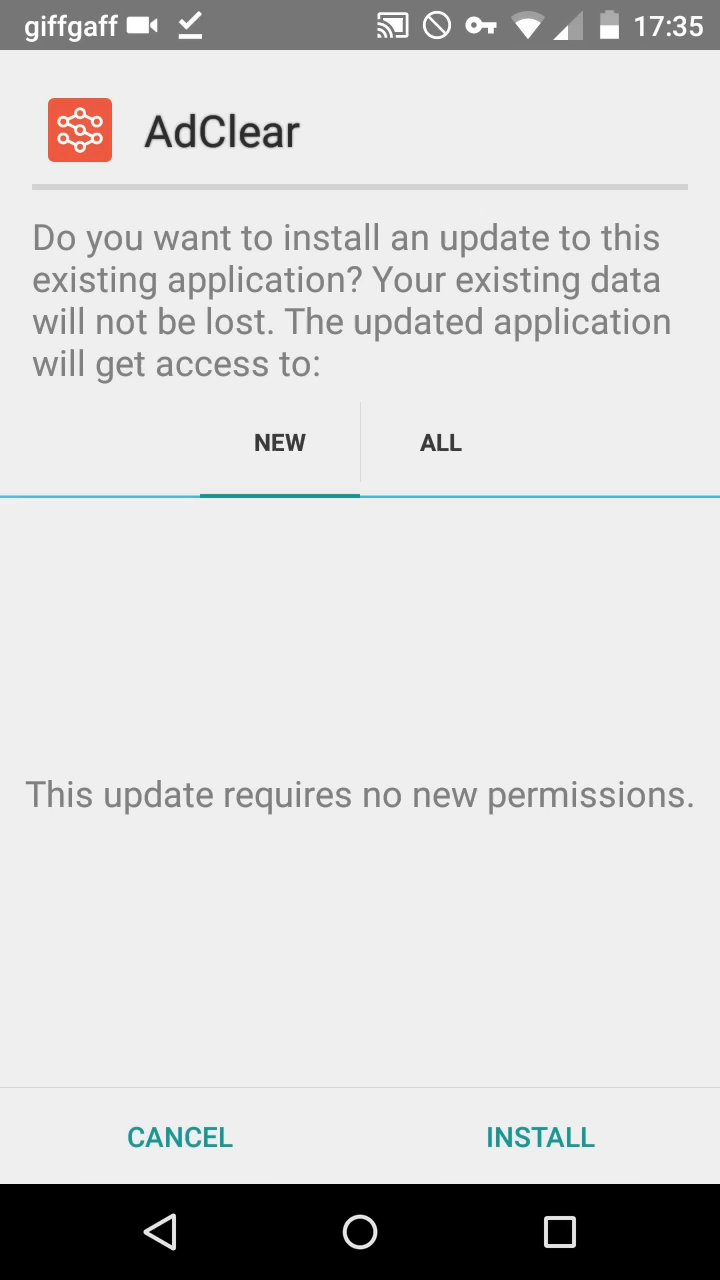 giffgaff 17:35
AdClear
Do you want to install an update to this
existing application? Your existing data
will not be lost. The updated application
will get access to:
NEW ALL
This update requires no new permissions.
CANCEL INSTALL